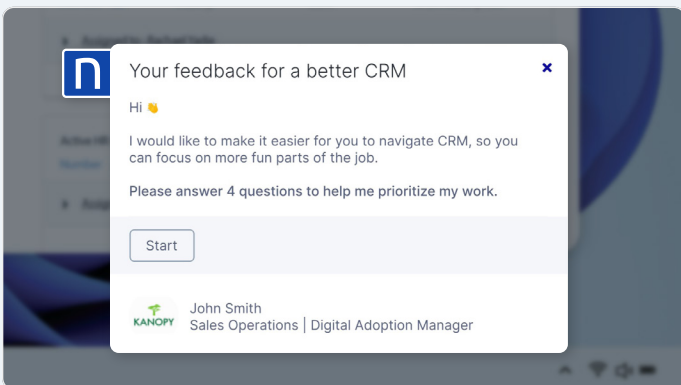 Your feedback for a better CRM
Hi 👋
I would like to make it easier for you to navigate CRM, so you
can focus on more fun parts of the job.
Please answer 4 questions to help me prioritize my work.
Start
KANOPY
John Smith
Sales Operations | Digital Adoption Manager
n